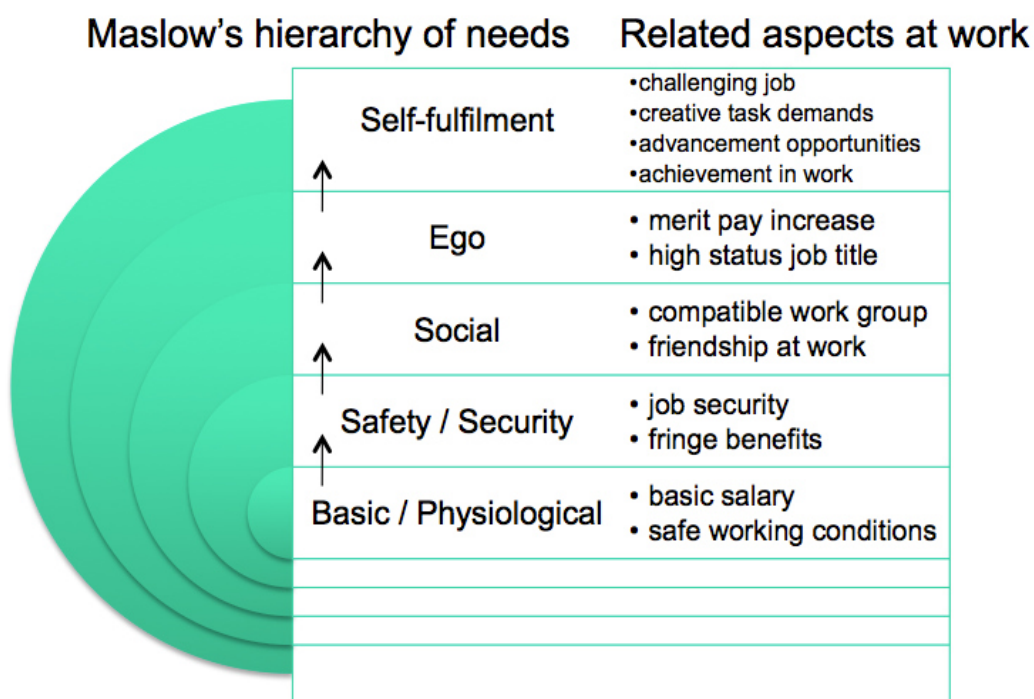 Maslow's hierarchy of needs
Related aspects at work
Self-fulfilment
•challenging job
•creative task demands
•advancement opportunities
•achievement in work
Ego
• merit pay increase
• high status job title
Social
• compatible work group
• friendship at work
Safety / Security
• job security
• fringe benefits
Basic / Physiological
• basic salary
• safe working conditions